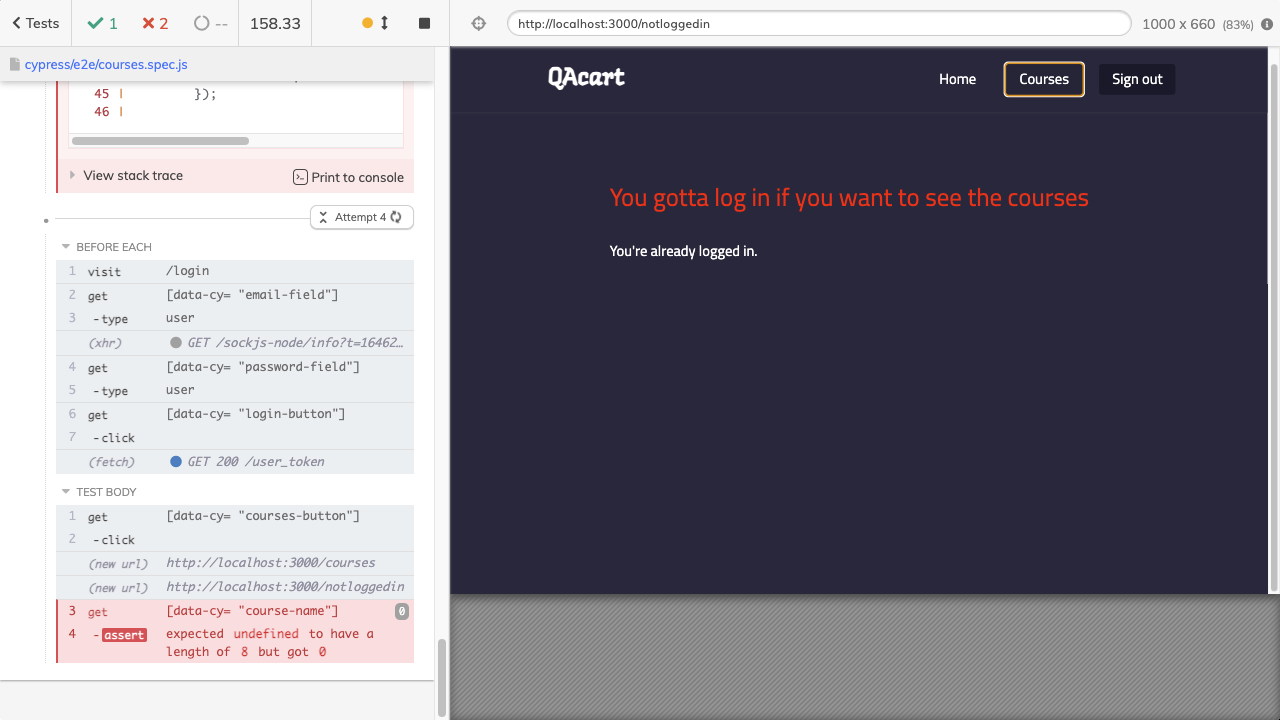 Tests
1
2
--
158.33
http://localhost:3000/notloggedin
1000 x 660 (83%)
cypress/e2e/courses.spec.js
45 | });
46 |
View stack trace
Print to console
Attempt 4
BEFORE EACH
1 visit /login
2 get [data-cy= "email-field"]
3 -type user
(xhr) GET /sockjs-node/info?t=16462…
4 get [data-cy= "password-field"]
5 -type user
6 get [data-cy= "login-button"]
7 -click
(fetch) GET 200 /user_token
TEST BODY
1 get [data-cy= "courses-button"]
2 -click
(new url) http://localhost:3000/courses
(new url) http://localhost:3000/notloggedin
3 get [data-cy= "course-name"] 0
4 -assert expected undefined to have a
length of 8 but got 0
QAcart
Home
Courses
Sign out
You gotta log in if you want to see the courses
You're already logged in.